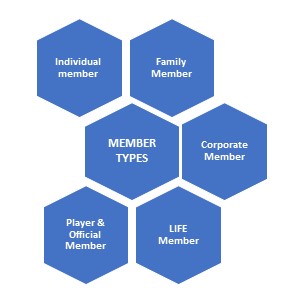 Individual
member
Family
Member
MEMBER
TYPES
Corporate
Member
Player &
Official
Member
LIFE
Member